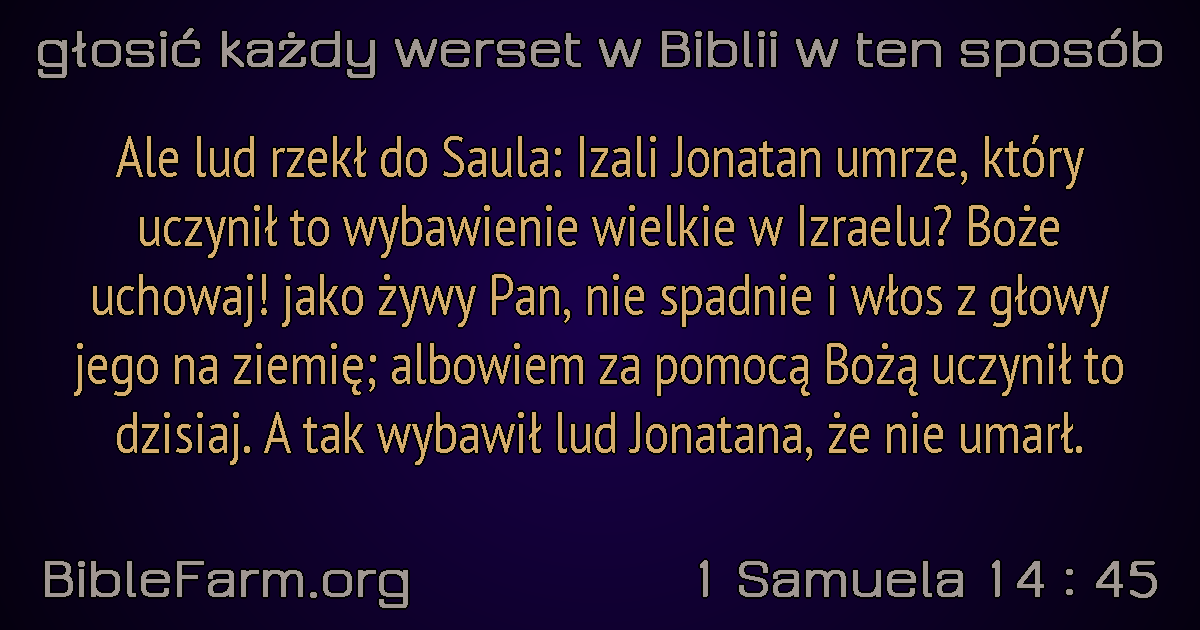 głosić każdy werset w Biblii w ten sposób
Ale lud rzekł do Saula: Izali Jonatan umrze, który
uczynił to wybawienie wielkie w Izraelu? Boże
uchowaj! jako żywy Pan, nie spadnie i włos z głowy
jego na ziemię; albowiem za pomocą Bożą uczynił to
dzisiaj. A tak wybawił lud Jonatana, że nie umarł.
BibleFarm.org
1 Samuela 14 : 45